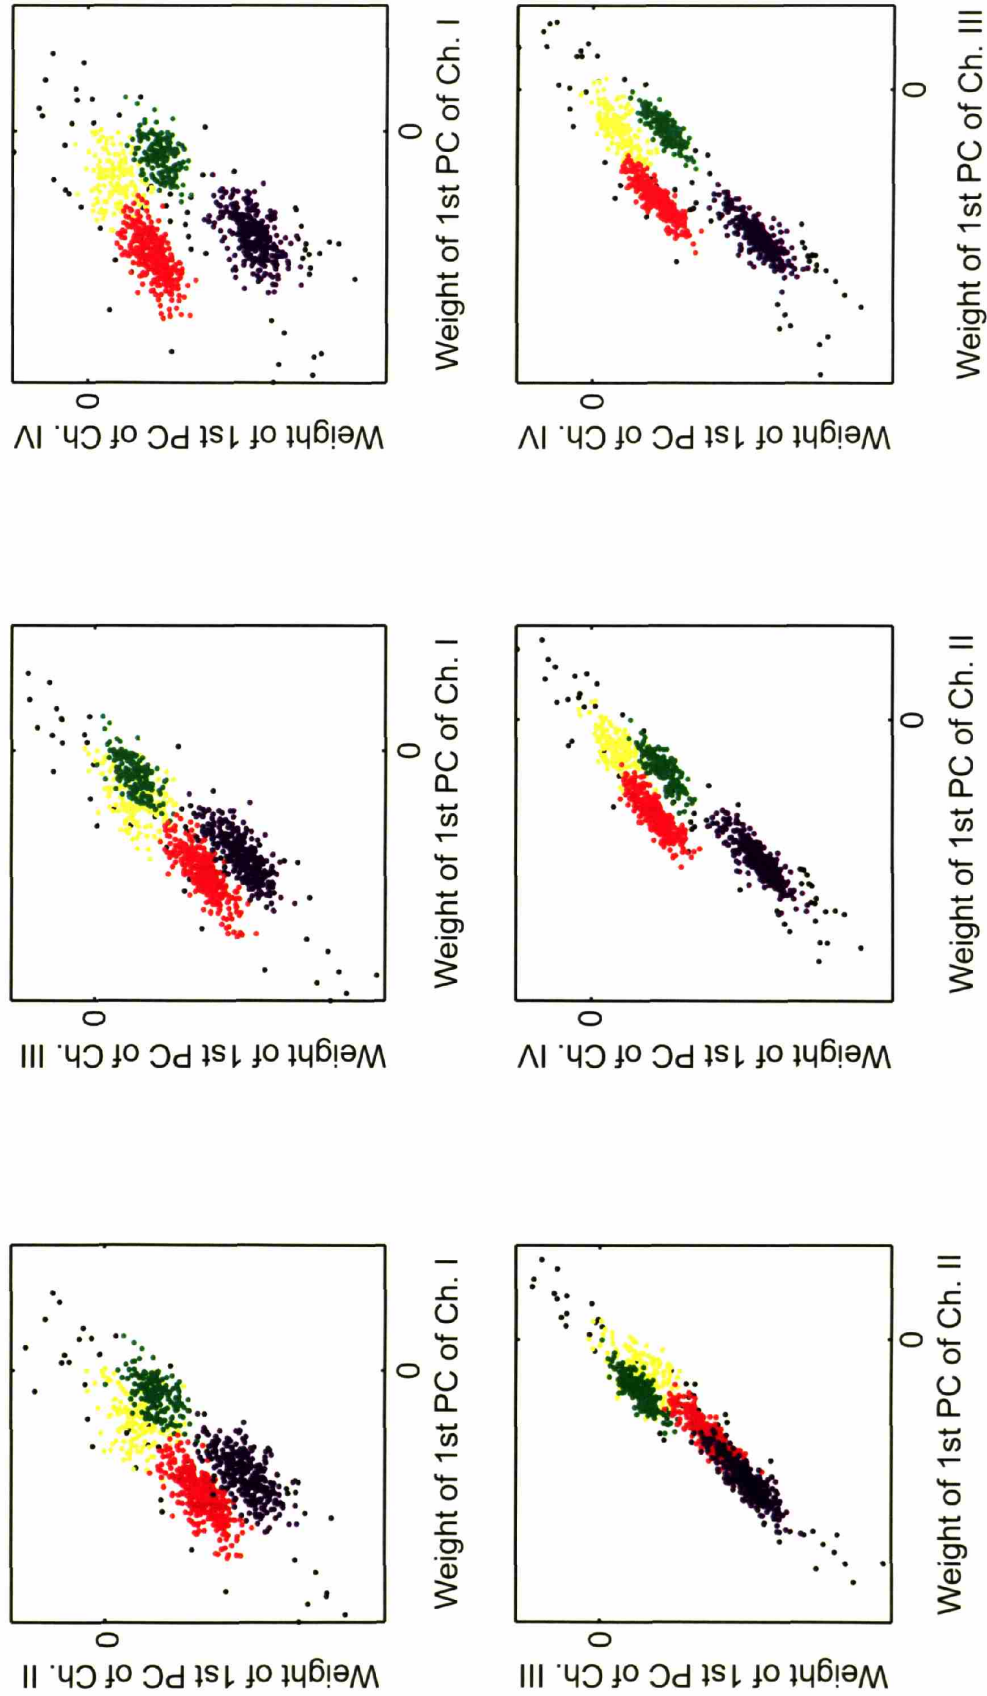 Weight of 1st PC of Ch. II
0
0
Weight of 1st PC of Ch. I
Weight of 1st PC of Ch. III
0
0
Weight of 1st PC of Ch. I
Weight of 1st PC of Ch. IV
0
0
Weight of 1st PC of Ch. I
Weight of 1st PC of Ch. III
0
0
Weight of 1st PC of Ch. II
Weight of 1st PC of Ch. IV
0
0
Weight of 1st PC of Ch. II
Weight of 1st PC of Ch. IV
0
0
Weight of 1st PC of Ch. III